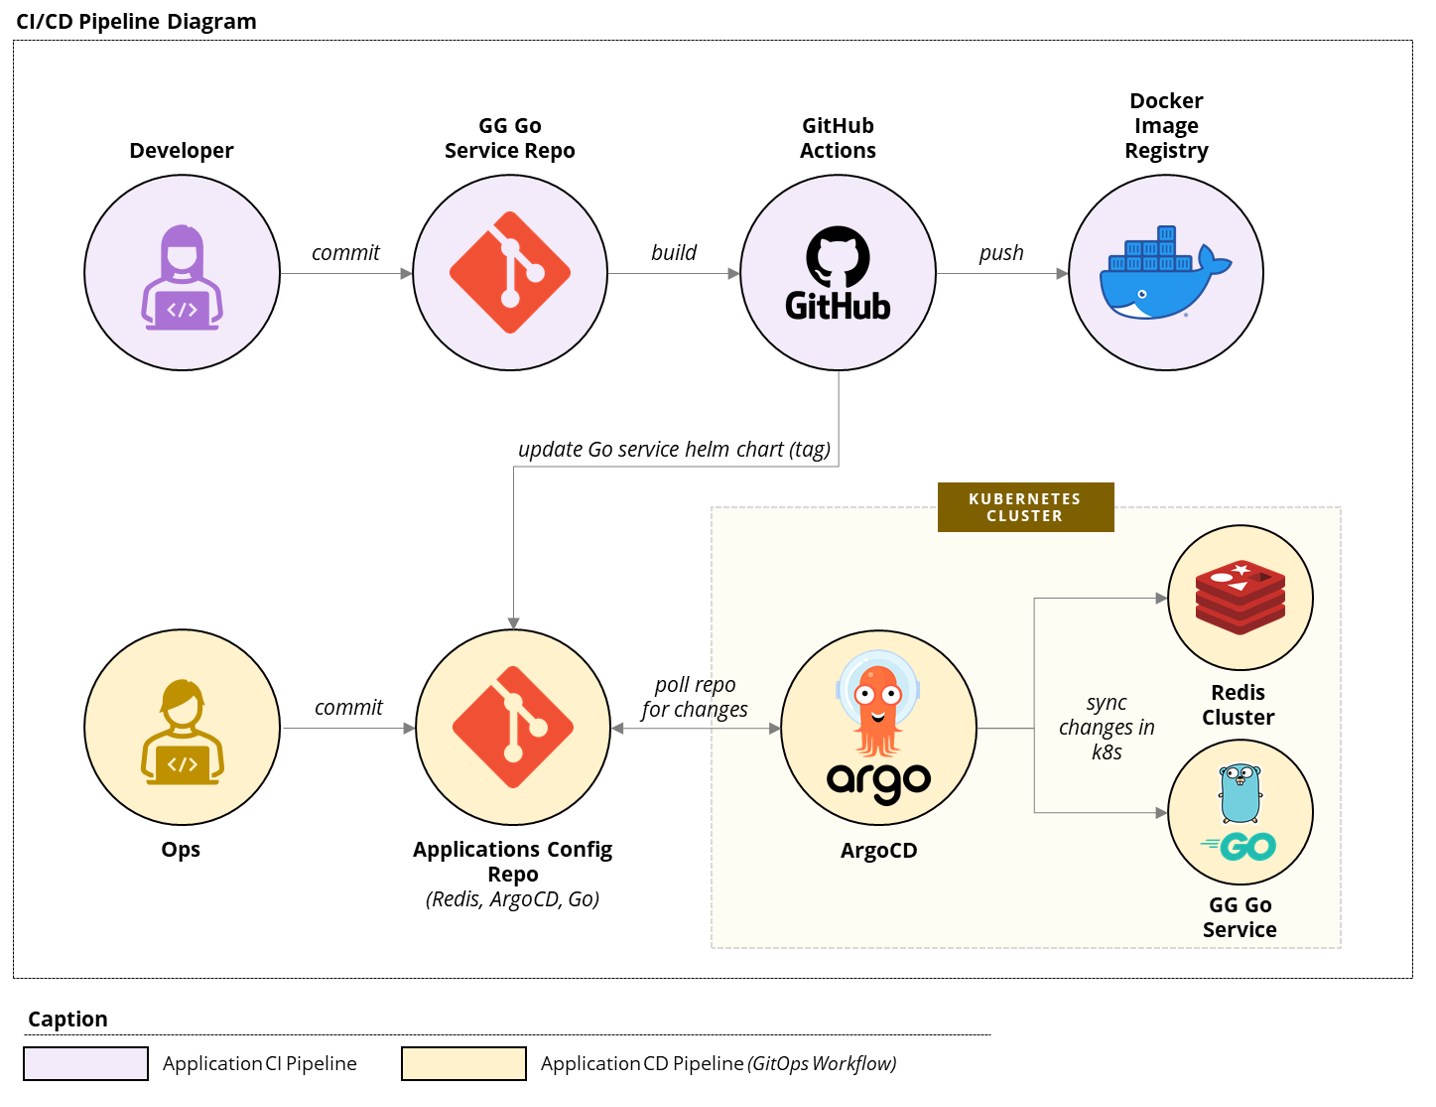 CI/CD Pipeline Diagram
Developer
GG Go
Service Repo
GitHub
Actions
Docker
Image
Registry
commit
build
GitHub
push
update Go service helm chart (tag)
KUBERNETES
CLUSTER
Redis
Cluster
Ops
commit
Applications Config
Repo
(Redis, ArgoCD, Go)
poll repo
for changes
argo
ArgoCD
sync
changes in
k8s
GO
GG Go
Service
Caption
Application CI Pipeline
Application CD Pipeline (GitOps Workflow)